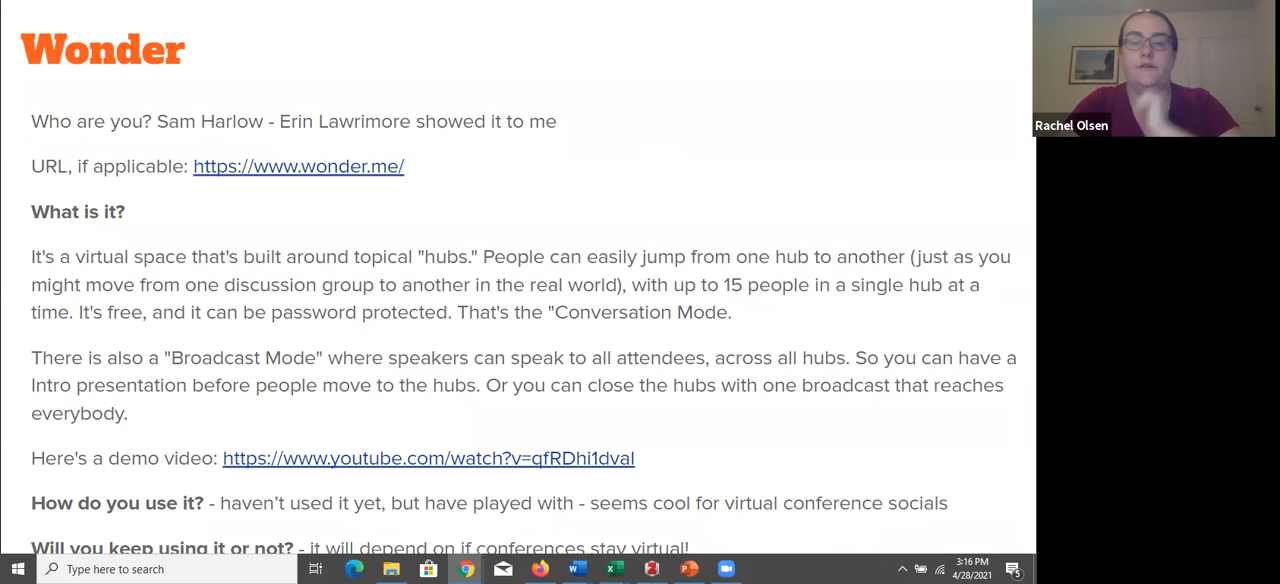 Wonder
Who are you? Sam Harlow - Erin Lawrimore showed it to me
URL, if applicable: https://www.wonder.me/
What is it?
It's a virtual space that's built around topical "hubs." People can easily jump from one hub to another (just as you
might move from one discussion group to another in the real world), with up to 15 people in a single hub at a
time. It's free, and it can be password protected. That's the "Conversation Mode.
There is also a "Broadcast Mode" where speakers can speak to all attendees, across all hubs. So you can have a
Intro presentation before people move to the hubs. Or you can close the hubs with one broadcast that reaches
everybody.
Here's a demo video: https://www.youtube.com/watch?v=qfRDhi1dvaI
How do you use it? - haven't used it yet, but have played with - seems cool for virtual conference socials
Will you keep using it or not? - it will depend on if conferences stay virtual!
Rachel Olsen
Type here to search
3:16 PM
4/28/2021
5